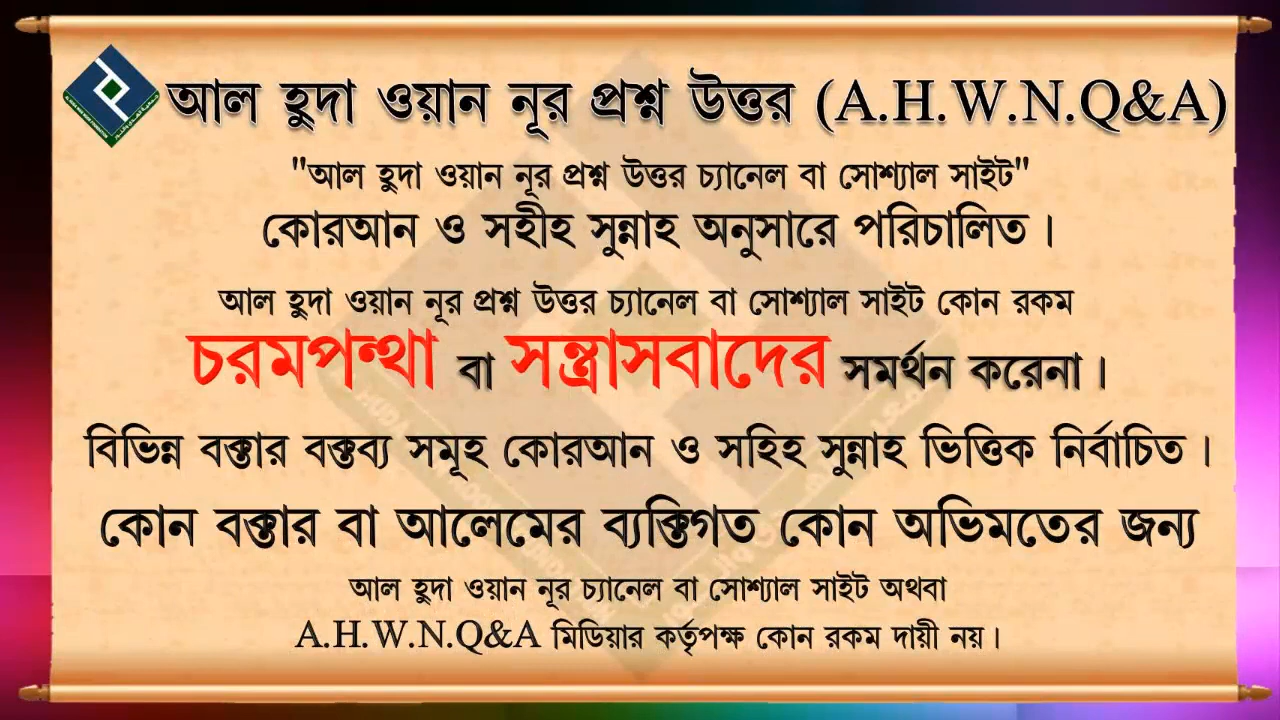 আল হুদা ওয়ান নূর প্রশ্ন উত্তর (A.H.W.N.Q&A)
"আল হুদা ওয়ান নূর প্রশ্ন উত্তর চ্যানেল বা সোশ্যাল সাইট"
কোরআন ও সহীহ সুন্নাহ অনুসারে পরিচালিত।
আল হুদা ওয়ান নূর প্রশ্ন উত্তর চ্যানেল বা সোশ্যাল সাইট কোন রকম
চরমপন্থা বা সন্ত্রাসবাদের সমর্থন করেনা।
বিভিন্ন বক্তার বক্তব্য সমূহ কোরআন ও সহিহ সুন্নাহ ভিত্তিক নির্বাচিত।
কোন বক্তার বা আলেমের ব্যক্তিগত কোন অভিমতের জন্য
আল হুদা ওয়ান নূর চ্যানেল বা সোশ্যাল সাইট অথবা
A.H.W.N.Q&A মিডিয়ার কর্তৃপক্ষ কোন রকম দায়ী নয়।